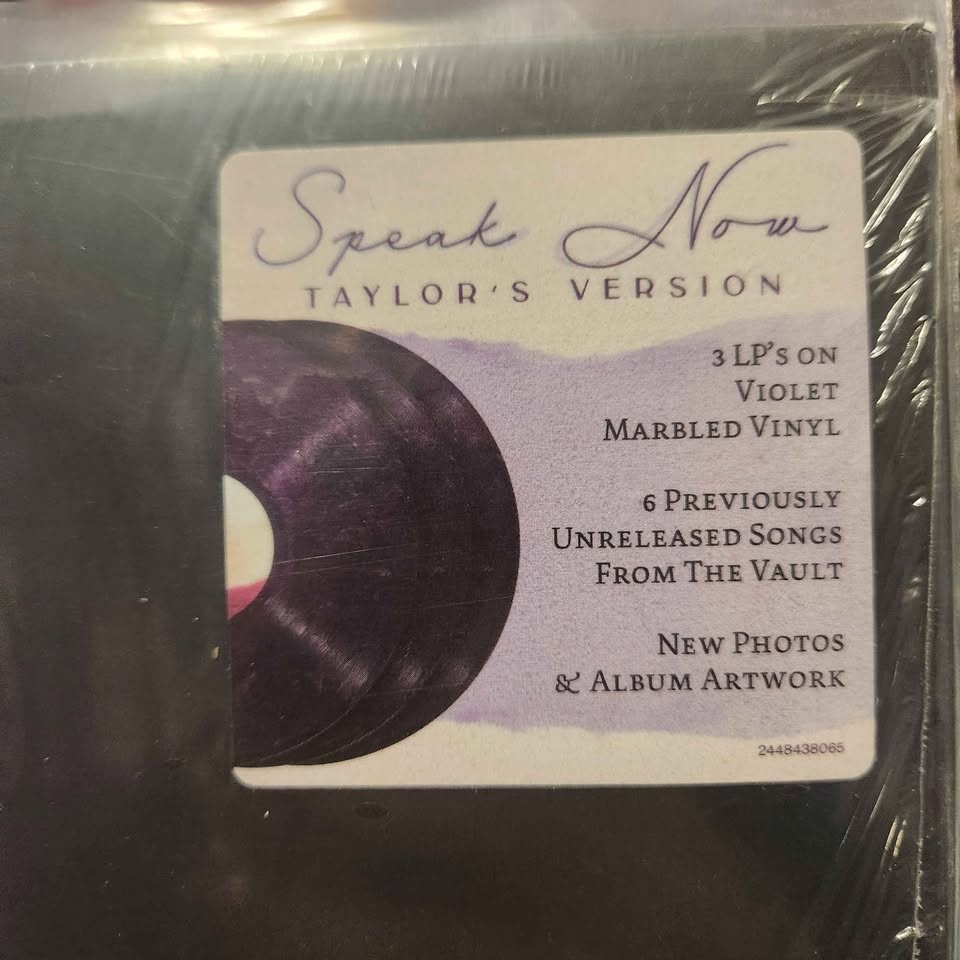 Speak Now
TAYLOR'S VERSION
3 LP's on
Violet
Marbled Vinyl
6 Previously
Unreleased Songs
From The Vault
New Photos
& Album Artwork
2448438065